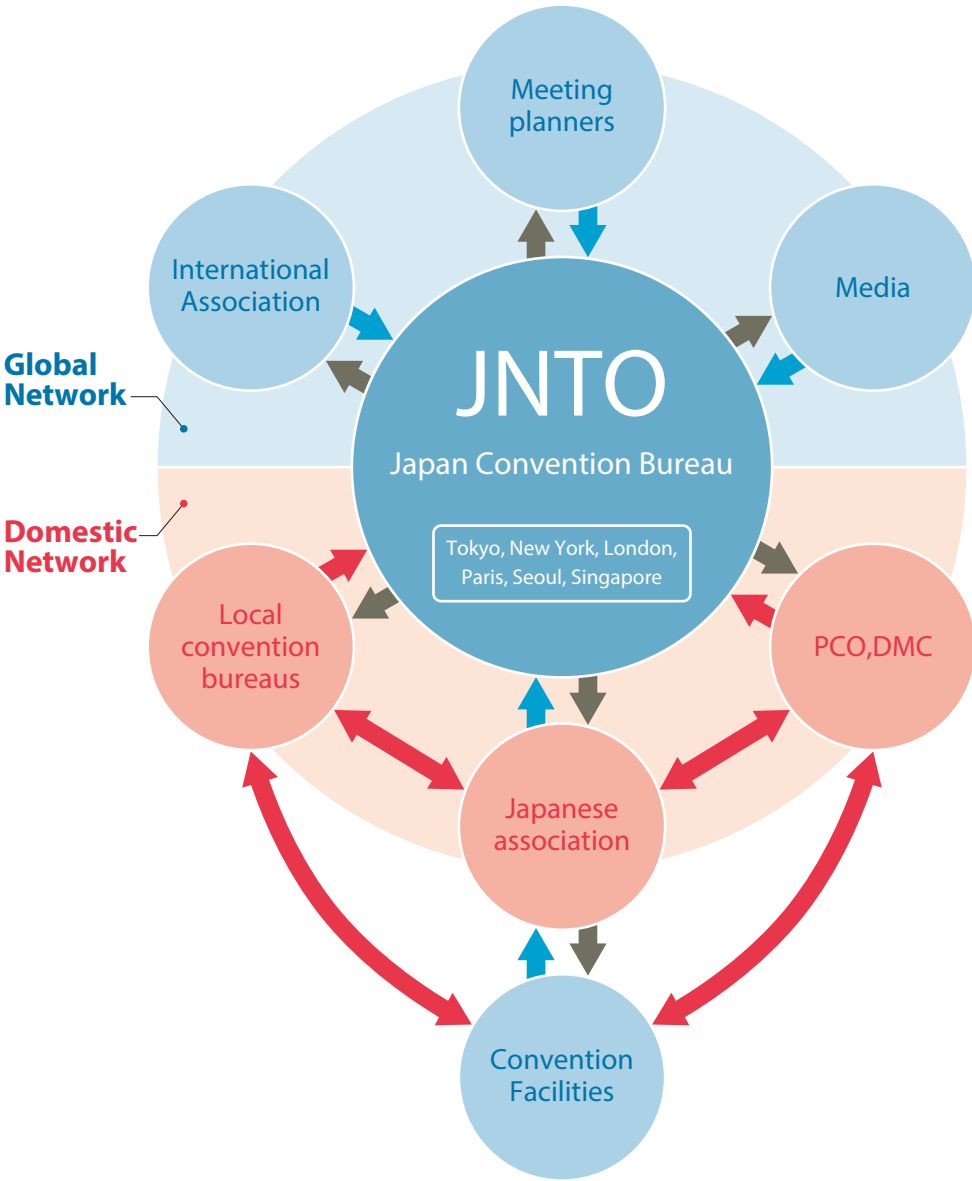 Meeting
planners
International
Association
Media
Global
Network
JNTO
Japan Convention Bureau
Tokyo, New York, London,
Paris, Seoul, Singapore
Domestic
Network
Local
convention
bureaus
PCO,DMC
Japanese
association
Convention
Facilities